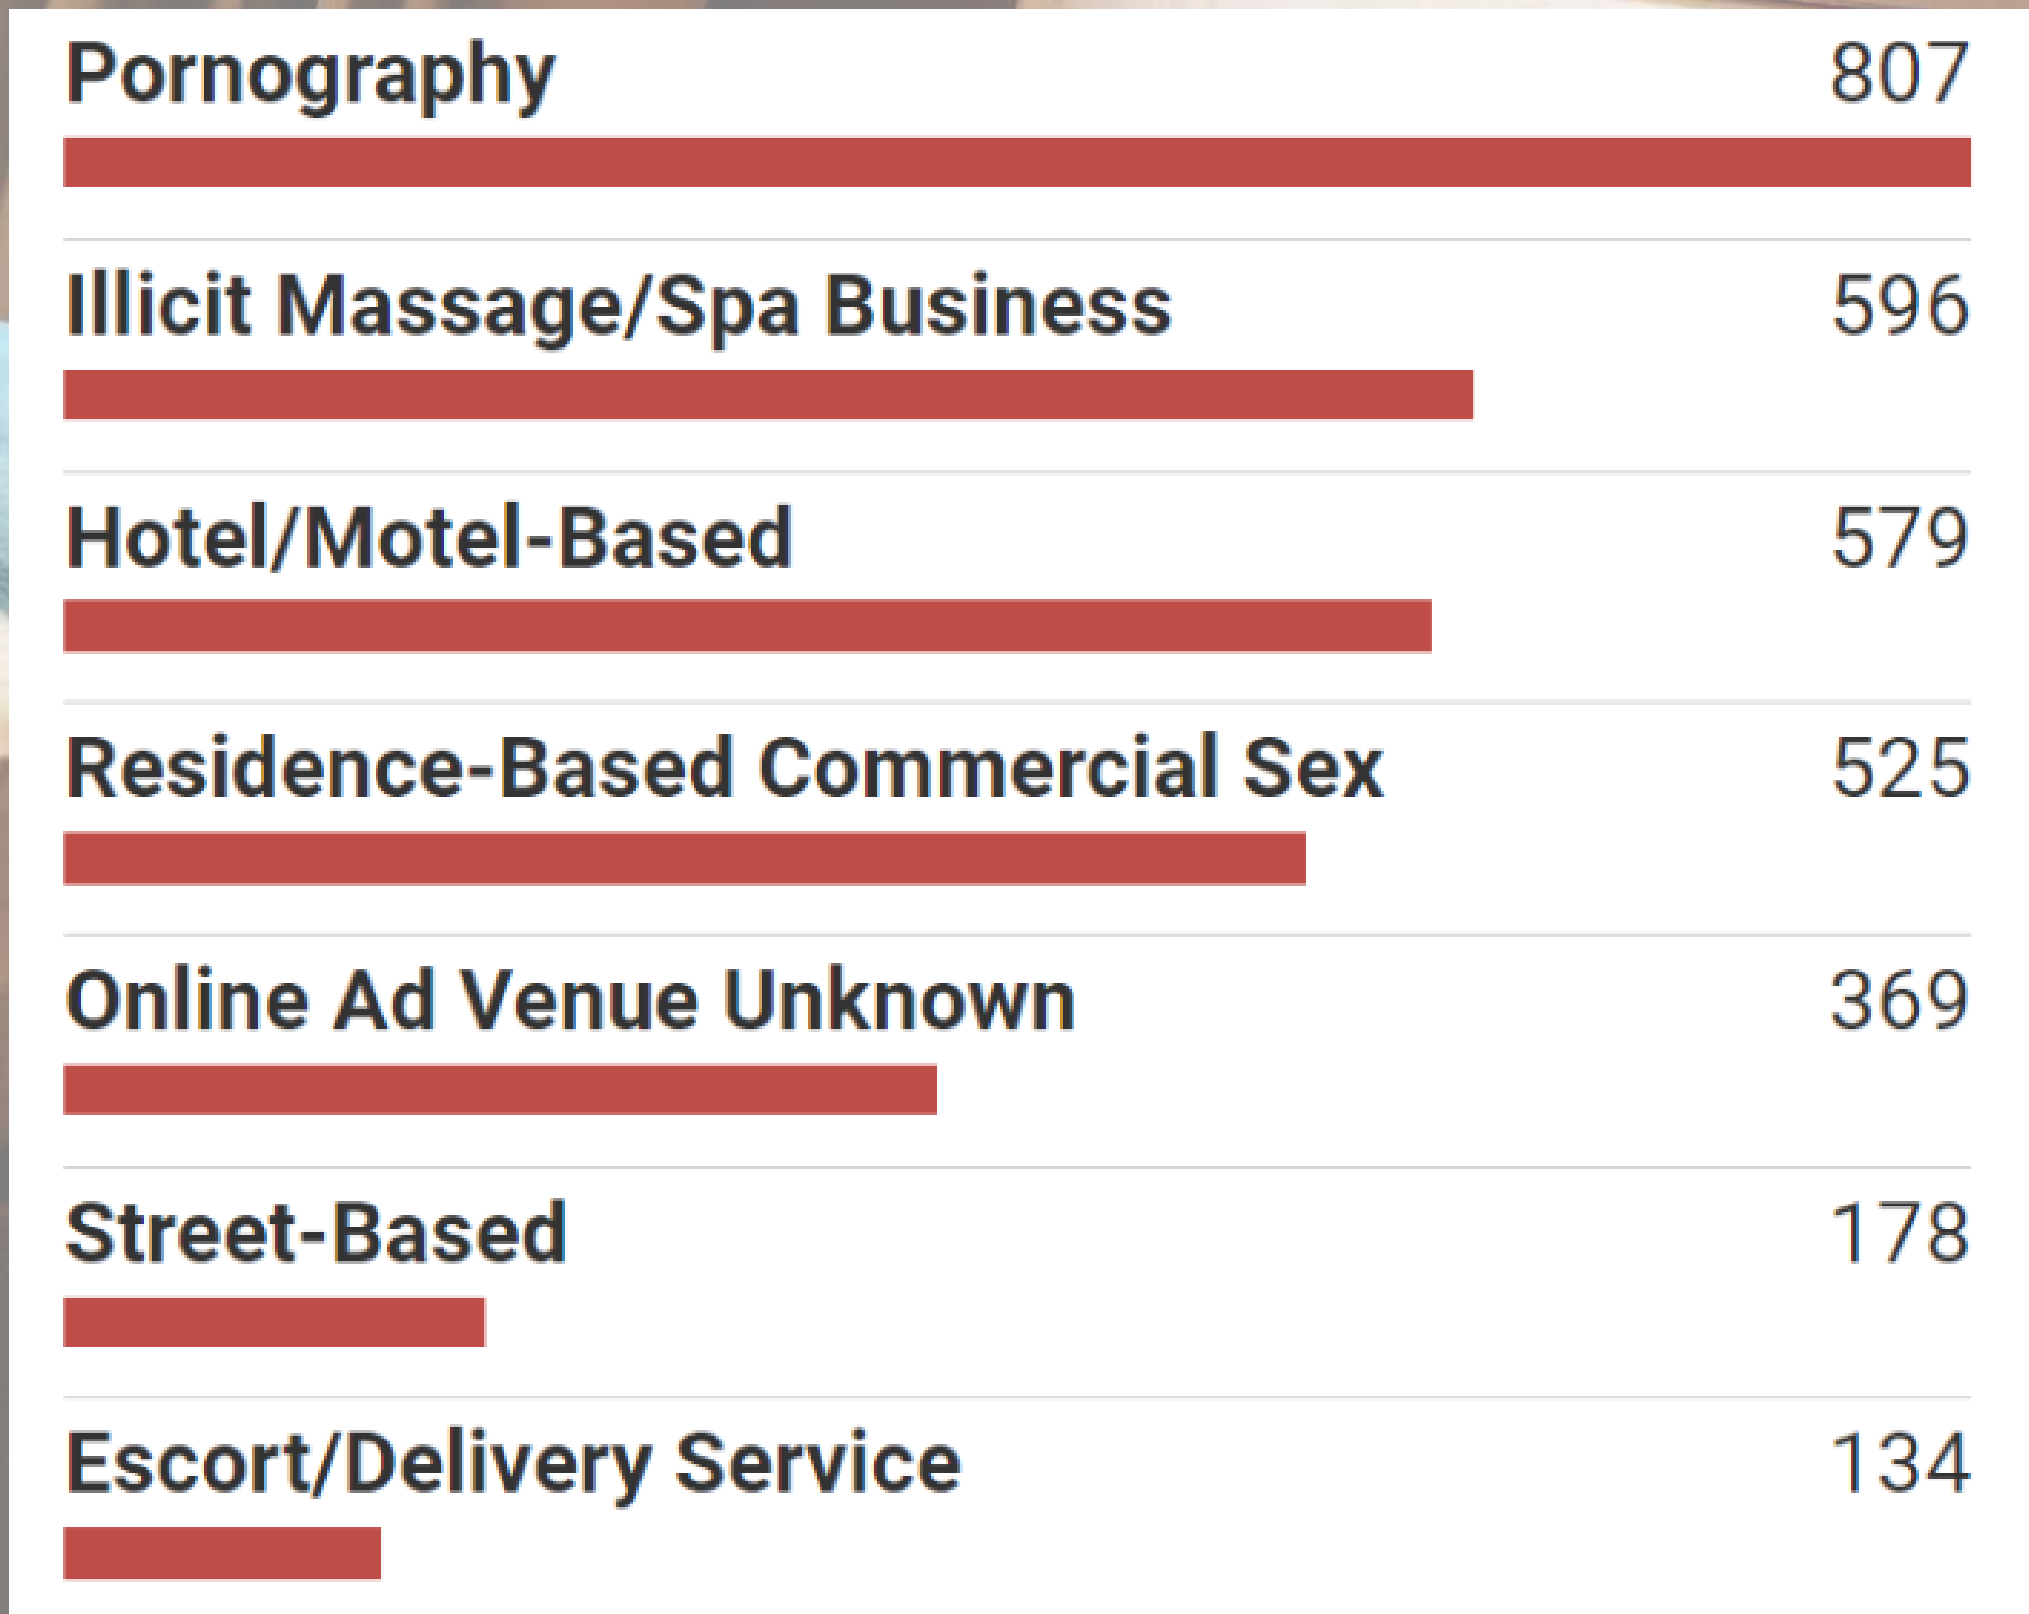 Pornography 807
Illicit Massage/Spa Business 596
Hotel/Motel-Based 579
Residence-Based Commercial Sex 525
Online Ad Venue Unknown 369
Street-Based 178
Escort/Delivery Service 134